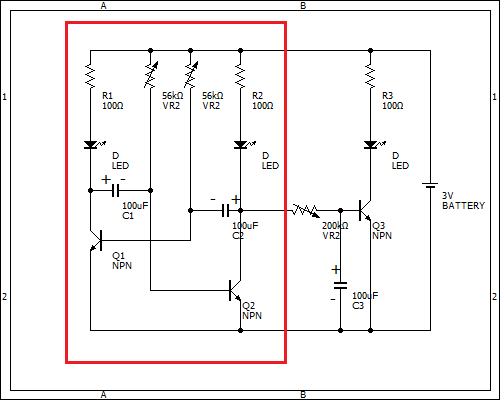 A B
1 1
R1
100Ω
56kΩ
VR2
56kΩ
VR2
R2
100Ω
R3
100Ω
D
LED
D
LED
D
LED
+ -
100uF
C1
- +
100uF
C2
3V
BATTERY
200kΩ
VR2
Q3
NPN
Q1
NPN
+
-
100uF
C3
2 2
Q2
NPN
A B